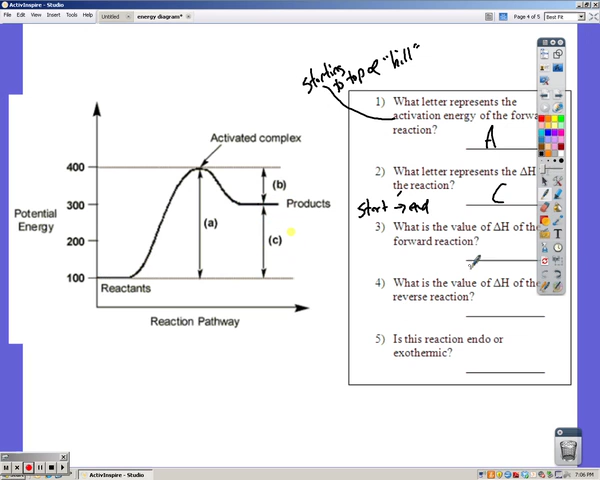 ActivInspire - Studio
File Edit View Insert Tools Help
Untitled energy diagram*
Page 4 of 5
Best Fit
starting
to top of "hill"
Activated complex
400
300
200
100
Potential
Energy
(a)
(b)
(c)
Products
Reactants
Reaction Pathway
1) What letter represents the
activation energy of the forw
reaction?
A
2) What letter represents the ΔH
the reaction?
C
start → end
3) What is the value of ΔH of the
forward reaction?
4) What is the value of ΔH of the
reverse reaction?
5) Is this reaction endo or
exothermic?
ActivInspire - Studio
7:06 PM